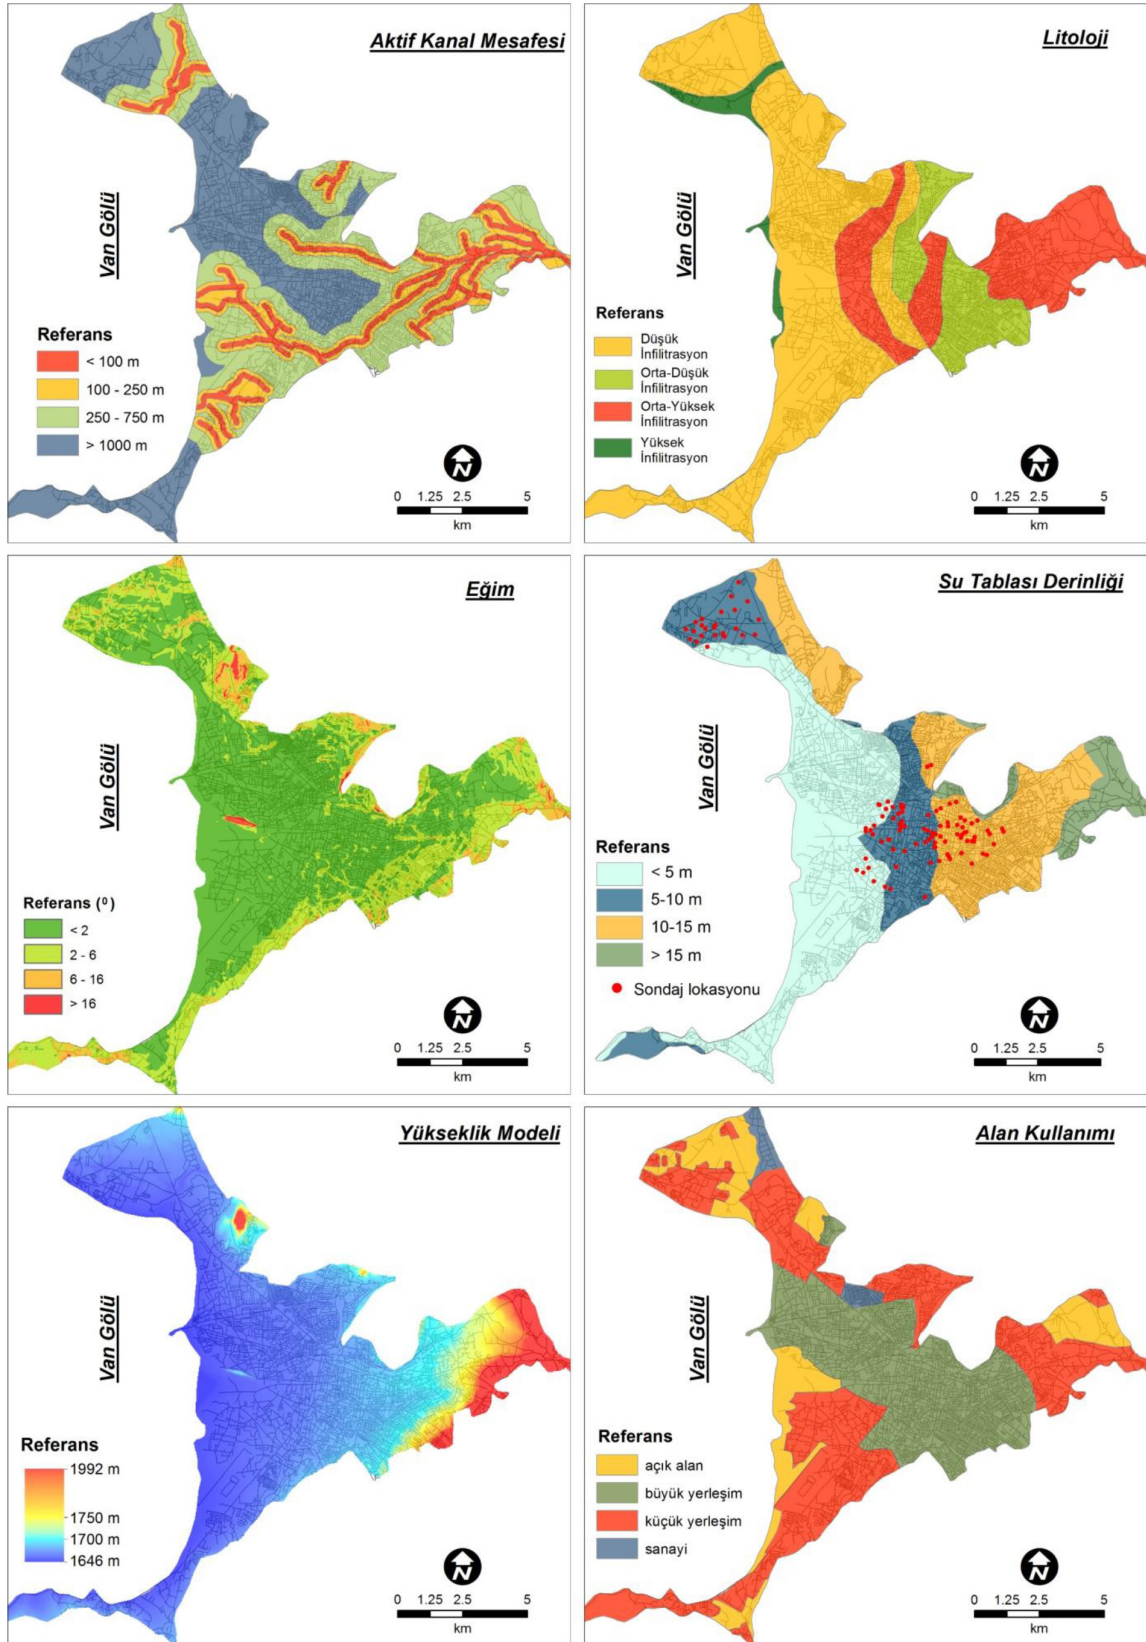 Aktif Kanal Mesafesi
Van Gölü
Referans
< 100 m
100 - 250 m
250 - 750 m
> 1000 m
N
0 1.25 2.5 5
km
Litoloji
Van Gölü
Referans
Düşük
İnfilitrasyon
Orta-Düşük
İnfilitrasyon
Orta-Yüksek
İnfilitrasyon
Yüksek
İnfilitrasyon
N
0 1.25 2.5 5
km
Eğim
Van Gölü
Referans (⁰)
< 2
2 - 6
6 - 16
> 16
N
0 1.25 2.5 5
km
Su Tablası Derinliği
Van Gölü
Referans
< 5 m
5-10 m
10-15 m
> 15 m
Sondaj lokasyonu
N
0 1.25 2.5 5
km
Yükseklik Modeli
Van Gölü
Referans
1992 m
1750 m
1700 m
1646 m
N
0 1.25 2.5 5
km
Alan Kullanımı
Van Gölü
Referans
açık alan
büyük yerleşim
küçük yerleşim
sanayi
N
0 1.25 2.5 5
km